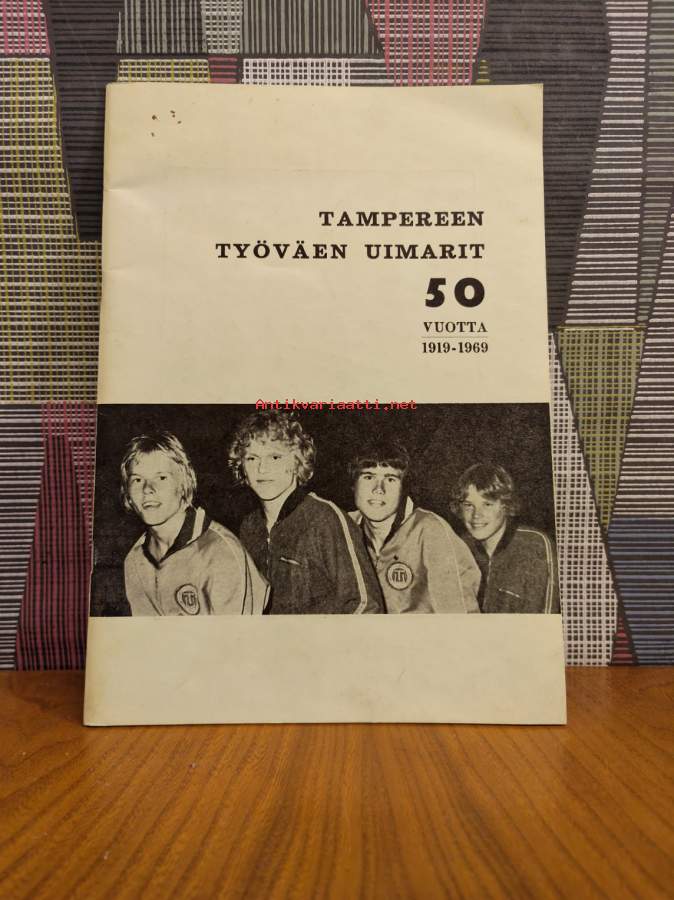 TAMPEREEN
TYÖVÄEN UIMARIT
50
VUOTTA
1919-1969
Antikvariaatti.net